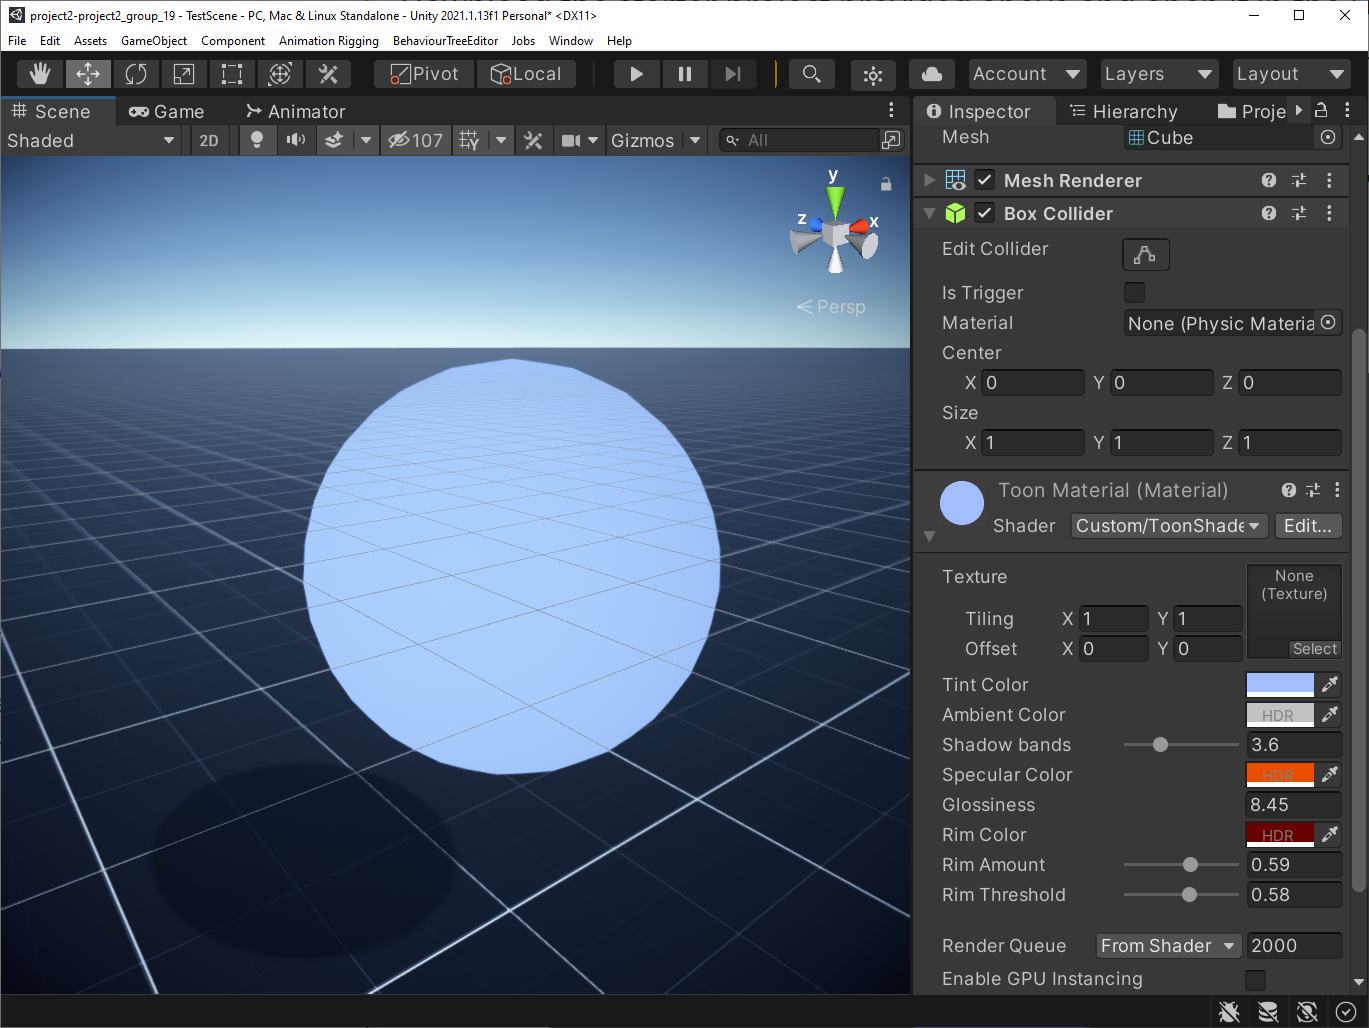 project2-project2_group_19 - TestScene - PC, Mac & Linux Standalone - Unity 2021.1.13f1 Personal* <DX11>
File Edit Assets GameObject Component Animation Rigging BehaviourTreeEditor Jobs Window Help
Pivot Local Account Layers Layout
Scene Game Animator
Shaded 2D 107 Gizmos All
y
z x
Persp
Inspector Hierarchy Proje
Mesh Cube
Mesh Renderer
Box Collider
Edit Collider
Is Trigger
Material None (Physic Materia
Center
X 0 Y 0 Z 0
Size
X 1 Y 1 Z 1
Toon Material (Material)
Shader Custom/ToonShade Edit...
Texture None (Texture)
Tiling X 1 Y 1
Offset X 0 Y 0 Select
Tint Color
Ambient Color HDR
Shadow bands 3.6
Specular Color HDR
Glossiness 8.45
Rim Color HDR
Rim Amount 0.59
Rim Threshold 0.58
Render Queue From Shader 2000
Enable GPU Instancing